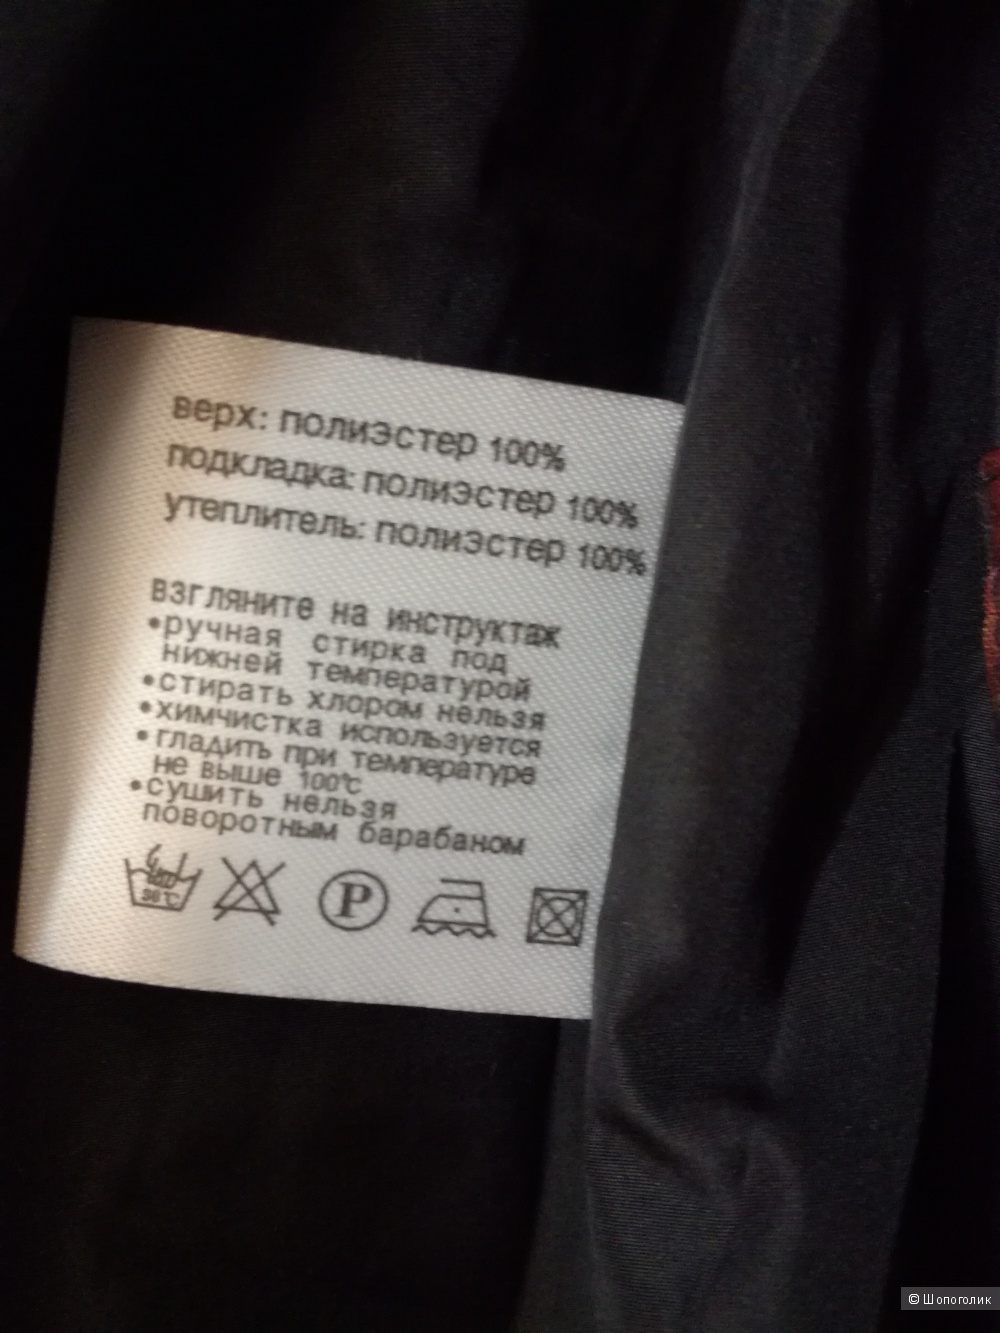 верх: полиэстер 100%
подкладка: полиэстер 100%
утеплитель: полиэстер 100%
взгляните на инструктаж
•ручная стирка под
нижней температурой
•стирать хлором нельзя
•химчистка используется
•гладить при температуре
не выше 100℃
•сушить нельзя
поворотным барабаном
30℃
P
© Шопоголик